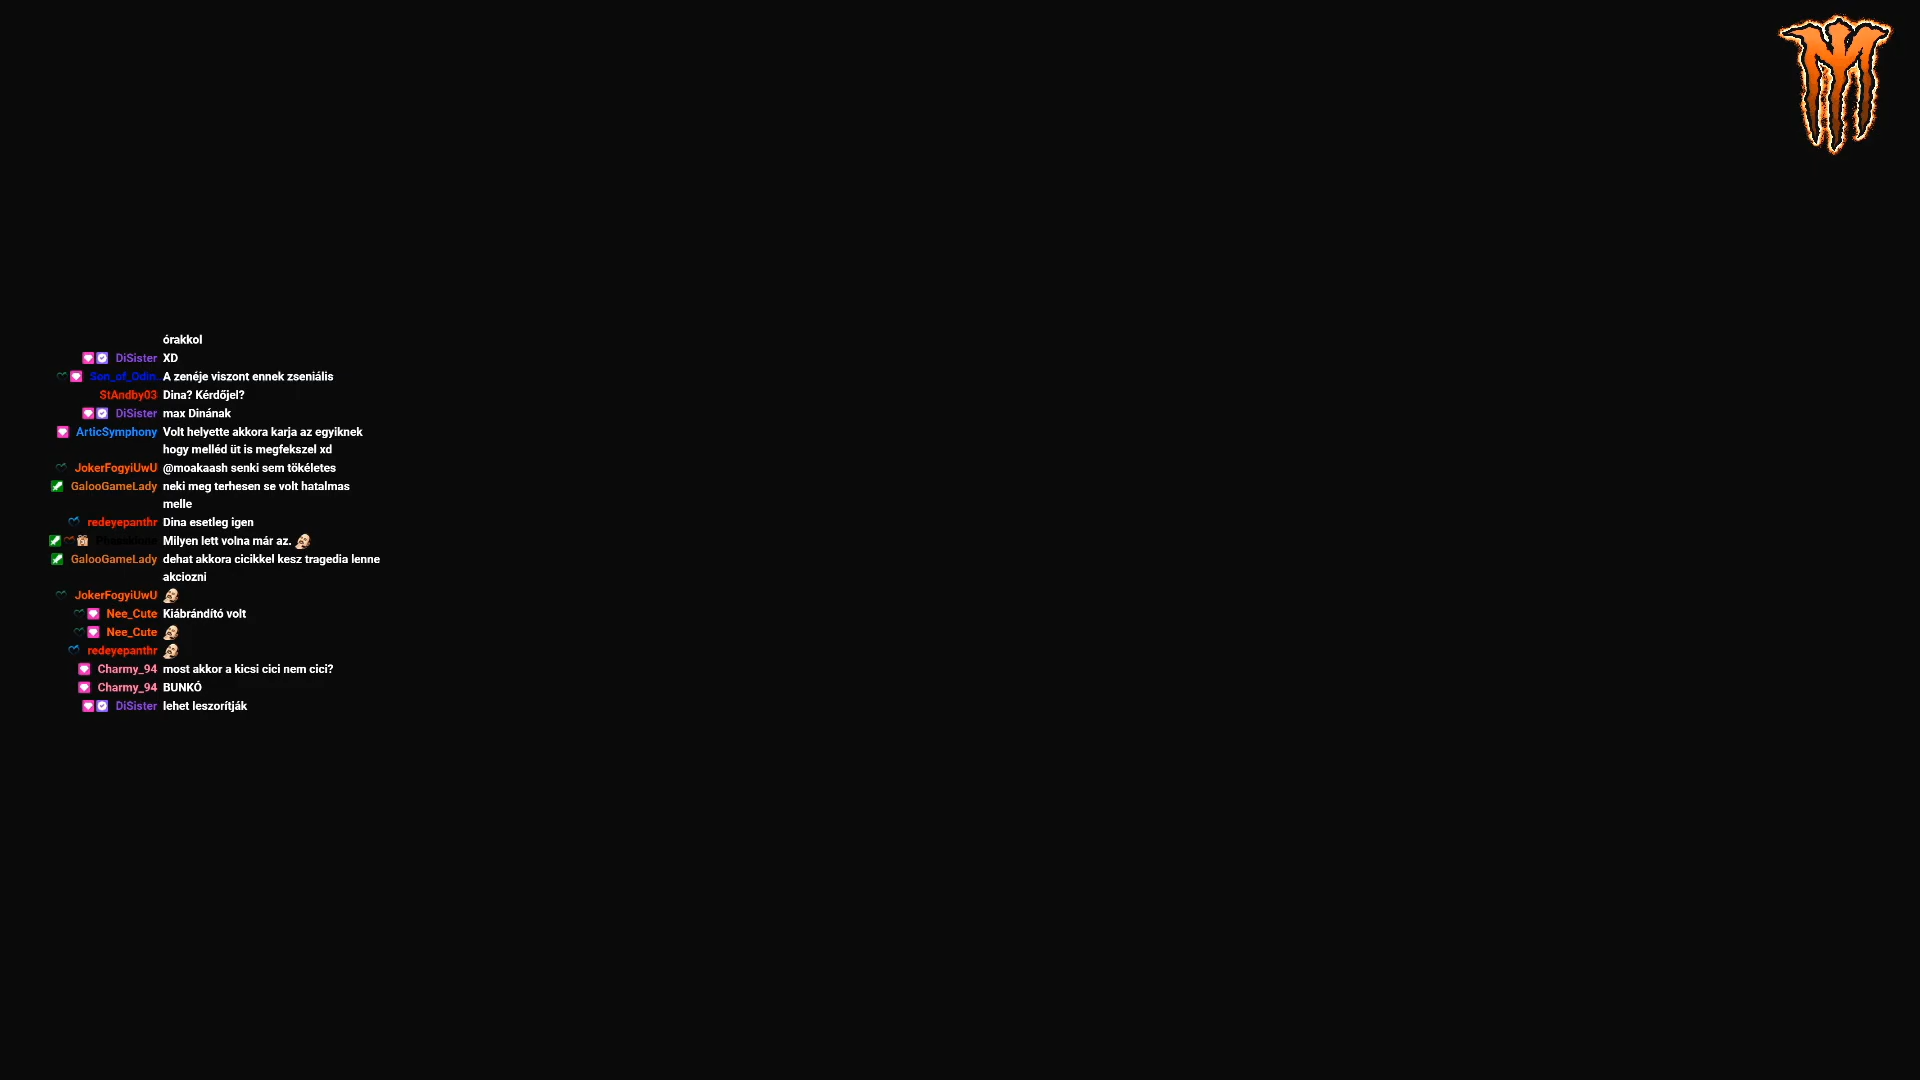 órakkol
DiSister XD
Son_of_Odin. A zenéje viszont ennek zseniális
StAndby03 Dina? Kérdőjel?
DiSister max Dinának
ArticSymphony Volt helyette akkora karja az egyiknek
hogy melléd üt is megfekszel xd
JokerFogyiUwU @moakaash senki sem tökéletes
GalooGameLady neki meg terhesen se volt hatalmas
melle
redeyepanthr Dina esetleg igen
Milyen lett volna már az.
GalooGameLady dehat akkora cicikkel kesz tragedia lenne
akciozni
JokerFogyiUwU
Nee_Cute Kiábrándító volt
Nee_Cute
redeyepanthr
Charmy_94 most akkor a kicsi cici nem cici?
Charmy_94 BUNKÓ
DiSister lehet leszorítják